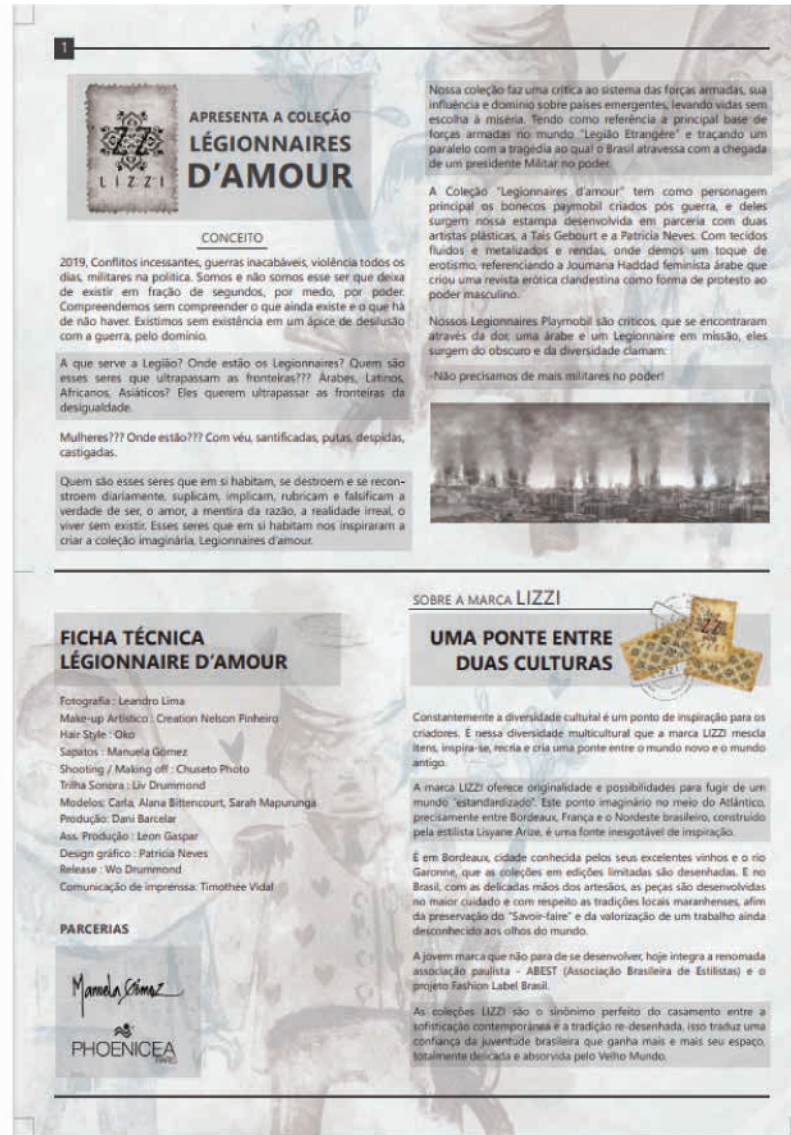 1
LIZZI
APRESENTA A COLEÇÃO
LÉGIONNAIRES
D'AMOUR
CONCEITO
2019, Conflitos incessantes, guerras inacabáveis, violência todos os
dias, militares na politica. Somos e não somos esse ser que deixa
de existir em fração de segundos, por medo, por poder.
Compreendemos sem compreender o que ainda existe e o que há
de não haver. Existimos sem existência em um ápice de desilusão
com a guerra, pelo dominio.
A que serve a Legião? Onde estão os Legionnaires? Quem são
esses seres que ultrapassam as fronteiras??? Árabes, Latinos,
Africanos, Asiáticos? Eles querem ultrapassar as fronteiras da
desigualdade.
Mulheres??? Onde estão??? Com véu, santificadas, putas, despidas,
castigadas.
Quem são esses seres que em si habitam, se destroem e se recon-
stroem diariamente, suplicam, implicam, rubricam e falsificam a
verdade de ser, o amor, a mentira da razão, a realidade irreal, o
viver sem existir. Esses seres que em si habitam nos inspiraram a
criar a coleção imaginária, Legionnaires d'amour.
Nossa coleção faz uma crítica ao sistema das forças armadas, sua
influência e dominio sobre paises emergentes, levando vidas sem
escolha à miséria. Tendo como referência a principal base de
forças armadas no mundo "Legião Etrangére" e traçando um
paralelo com a tragédia ao qual o Brasil atravessa com a chegada
de um presidente Militar no poder.
A Coleção "Legionnaires d'amour" tem como personagem
principal os bonecos paymobil criados pós guerra, e deles
surgem nossa estampa desenvolvida em parceria com duas
artistas plásticas, a Tais Gebourt e a Patricia Neves. Com tecidos
fluidos e metalizados e rendas, onde demos um toque de
erotismo, referenciando a Joumana Haddad feminista árabe que
criou uma revista erótica clandestina como forma de protesto ao
poder masculino.
Nossos Legionnaires Playmobil são criticos, que se encontraram
através da dor, uma árabe e um Legionnaire em missão, eles
surgem do obscuro e da diversidade clamam:
-Não precisamos de mais militares no poder!
FICHA TÉCNICA
LÉGIONNAIRE D'AMOUR
Fotografia : Leandro Lima
Make-up Artistico : Creation Nelson Pinheiro
Hair Style : Oko
Sapatos : Manuela Gómez
Shooting / Making off : Chuseto Photo
Trilha Sonora : Liv Drummond
Modelos: Carla, Alana Bittencourt, Sarah Mapurunga
Produção: Dani Barcelar
Ass. Produção : Leon Gaspar
Design gráfico : Patricia Neves
Release : Wo Drummond
Comunicação de imprenssa: Timothée Vidal
PARCERIAS
Manuela Gómez
PHOENICEA
PARIS
SOBRE A MARCA LIZZI
UMA PONTE ENTRE
DUAS CULTURAS
Constantemente a diversidade cultutal é um ponto de inspiração para os
criadores. É nessa diversidade multicultural que a marca LIZZI mescla
itens, inspira-se, recria e cria uma ponte entre o mundo novo e o mundo
antigo.
A marca LIZZI oferece originalidade e possibilidades para fugir de um
mundo "estandardizado". Este ponto imaginário no meio do Atlântico,
precisamente entre Bordeaux, França e o Nordeste brasileiro, construido
pela estilista Lisyane Arize, é uma fonte inesgotável de inspiração.
É em Bordeaux, cidade conhecida pelos seus excelentes vinhos e o rio
Garonne, que as coleções em edições limitadas são desenhadas. E no
Brasil, com as delicadas mãos dos artesãos, as peças são desenvolvidas
no maior cuidado e com respeito as tradições locais maranhenses, afim
da preservação do "Savoir-faire" e da valorização de um trabalho ainda
desconhecido aos olhos do mundo.
A jovem marca que não para de se desenvolver, hoje integra a renomada
associação paulista - ABEST (Associação Brasileira de Estilistas) e o
projeto Fashion Label Brasil.
As coleções LIZZI são o sinônimo perfeito do casamento entre a
sofisticação contemporânea e a tradição re-desenhada, isso traduz uma
confiança da juventude brasileira que ganha mais e mais seu espaço,
totalmente delicada e absorvida pelo Velho Mundo.